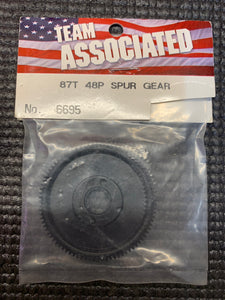 TEAM
ASSOCIATED
87T 48P SPUR GEAR
No. 6695